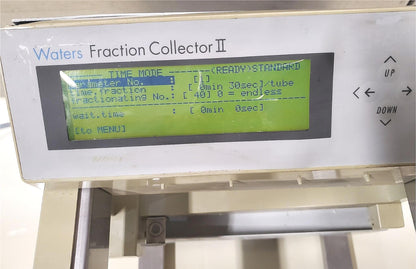 Waters Fraction Collector II
TIME MODE (READY) STANDARD
Parameter No. : [1]
time.fraction : [ 0min 30sec]/tube
fractionating No.: [ 40] 0 = endless
wait.time : [ 0min 0sec]
[to MENU]
UP
DOWN